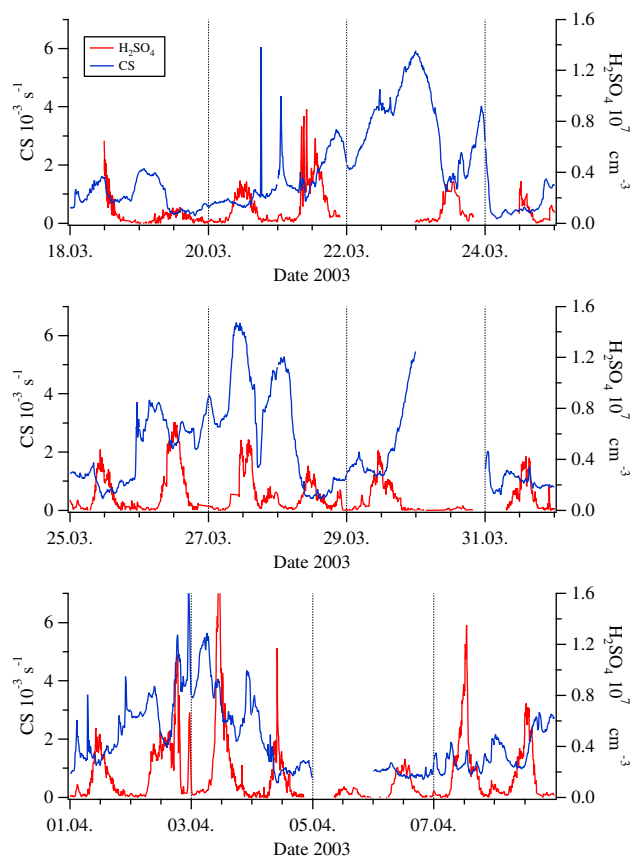 H₂SO₄
CS
6
4
2
0
CS 10⁻³ s⁻¹
1.6
1.2
0.8
0.4
0.0
H₂SO₄ 10⁷ cm⁻³
18.03. 20.03. 22.03. 24.03.
Date 2003
6
4
2
0
CS 10⁻³ s⁻¹
1.6
1.2
0.8
0.4
0.0
H₂SO₄ 10⁷ cm⁻³
25.03. 27.03. 29.03. 31.03.
Date 2003
6
4
2
0
CS 10⁻³ s⁻¹
1.6
1.2
0.8
0.4
0.0
H₂SO₄ 10⁷ cm⁻³
01.04. 03.04. 05.04. 07.04.
Date 2003